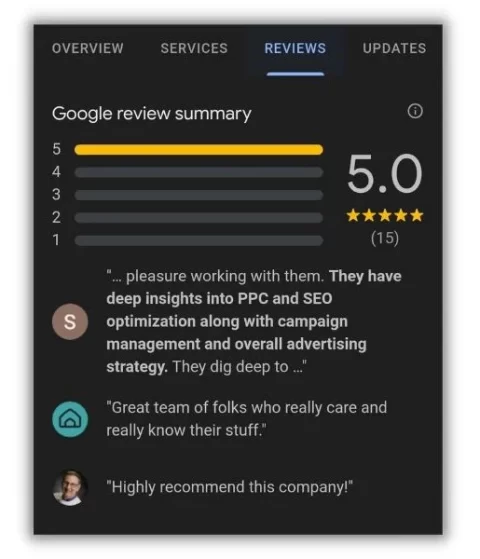 OVERVIEW SERVICES REVIEWS UPDATES
Google review summary
5
4
3
2
1
5.0
(15)
"... pleasure working with them. They have
deep insights into PPC and SEO
optimization along with campaign
management and overall advertising
strategy. They dig deep to ..."
S
"Great team of folks who really care and
really know their stuff."
"Highly recommend this company!"